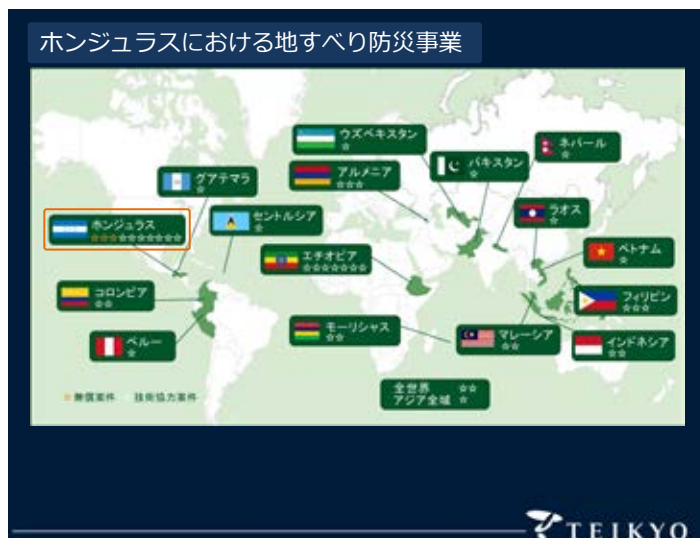 ホンジュラスにおける地すべり防災事業
ウズベキスタン
☆
ネパール
☆
パキスタン
☆
グアテマラ
☆
アルメニア
☆☆☆
ラオス
☆
ホンジュラス
☆☆☆☆☆☆☆☆☆☆
セントルシア
☆
ベトナム
☆
エチオピア
☆☆☆☆☆☆☆
コロンビア
☆☆
フィリピン
☆☆☆
モーリシャス
☆☆
マレーシア
☆☆
インドネシア
☆☆
ペルー
☆
全世界 ☆☆
アジア全域 ☆
☆無償案件 技術協力案件
TEIKYO